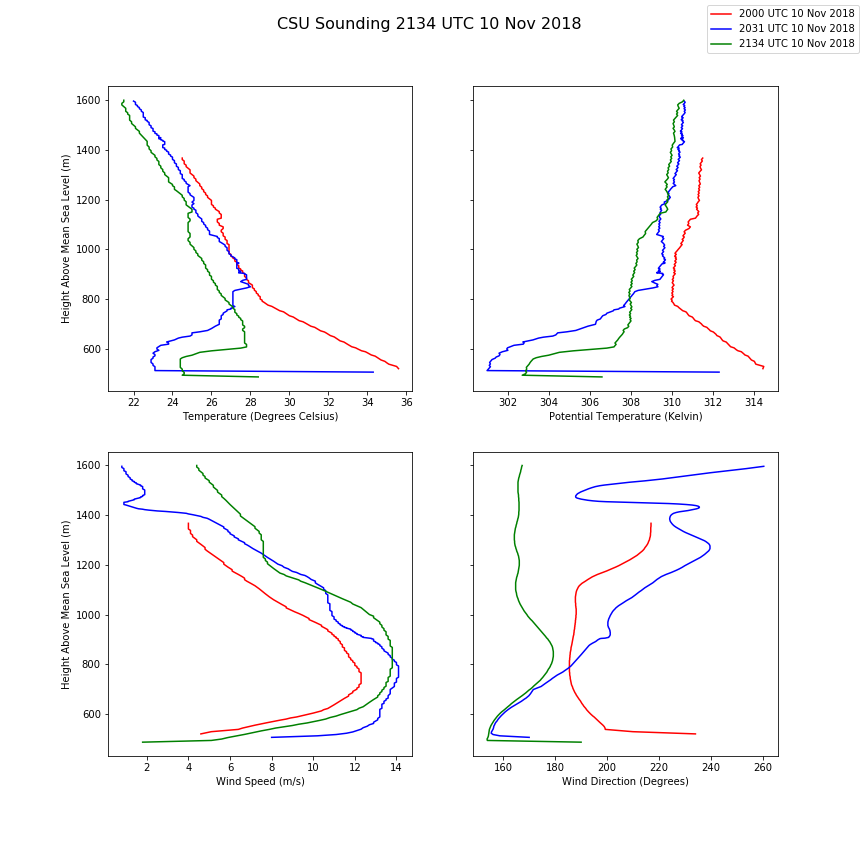 CSU Sounding 2134 UTC 10 Nov 2018
2000 UTC 10 Nov 2018
2031 UTC 10 Nov 2018
2134 UTC 10 Nov 2018
Height Above Mean Sea Level (m)
1600
1400
1200
1000
800
600
22 24 26 28 30 32 34 36
Temperature (Degrees Celsius)
302 304 306 308 310 312 314
Potential Temperature (Kelvin)
Height Above Mean Sea Level (m)
1600
1400
1200
1000
800
600
2 4 6 8 10 12 14
Wind Speed (m/s)
160 180 200 220 240 260
Wind Direction (Degrees)